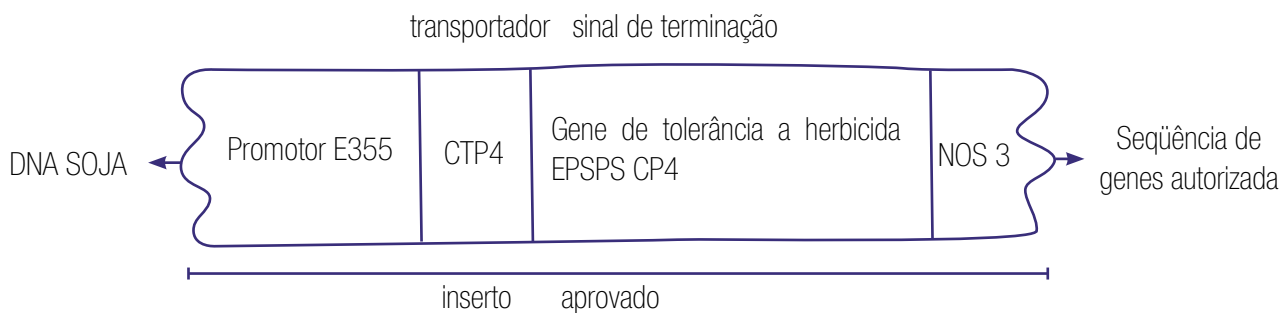 transportador sinal de terminação
DNA SOJA
Promotor E355
CTP4
Gene de tolerância a herbicida
EPSPS CP4
NOS 3
Seqüência de
genes autorizada
inserto aprovado